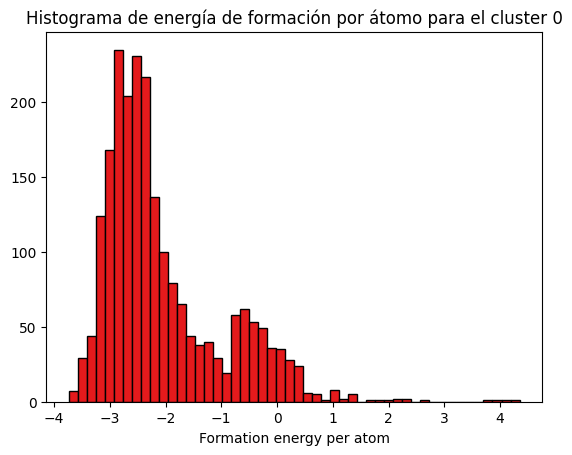 Histograma de energía de formación por átomo para el cluster 0
200
150
100
50
0
−4 −3 −2 −1 0 1 2 3 4
Formation energy per atom